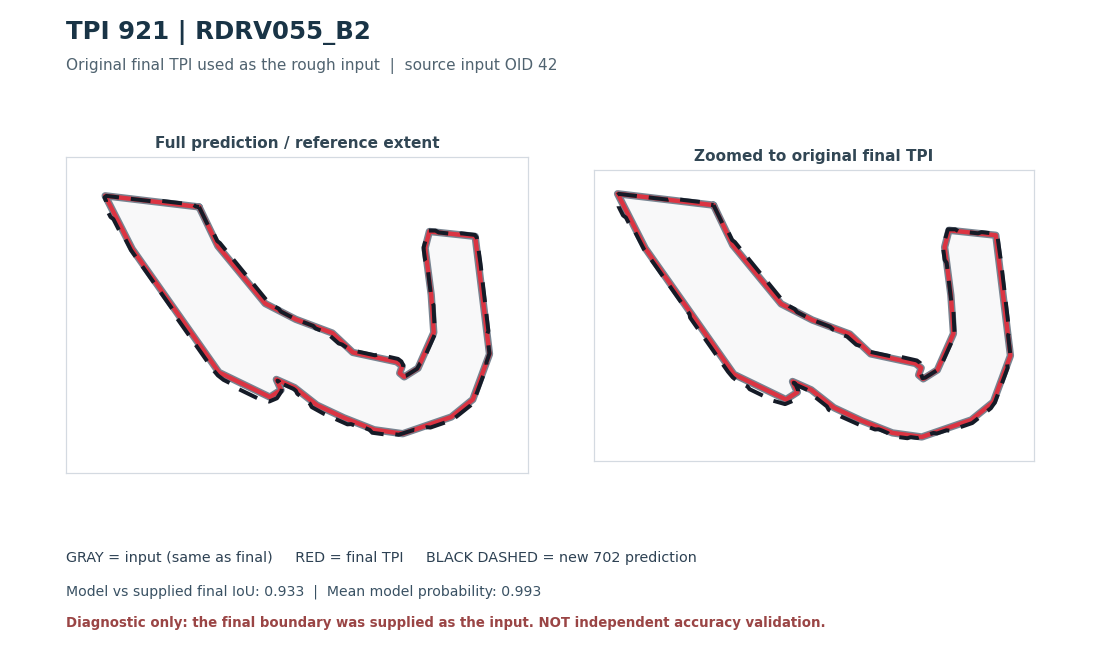 TPI 921 | RDRV055_B2
Original final TPI used as the rough input | source input OID 42
Full prediction / reference extent
Zoomed to original final TPI
GRAY = input (same as final) RED = final TPI BLACK DASHED = new 702 prediction
Model vs supplied final IoU: 0.933 | Mean model probability: 0.993
Diagnostic only: the final boundary was supplied as the input. NOT independent accuracy validation.